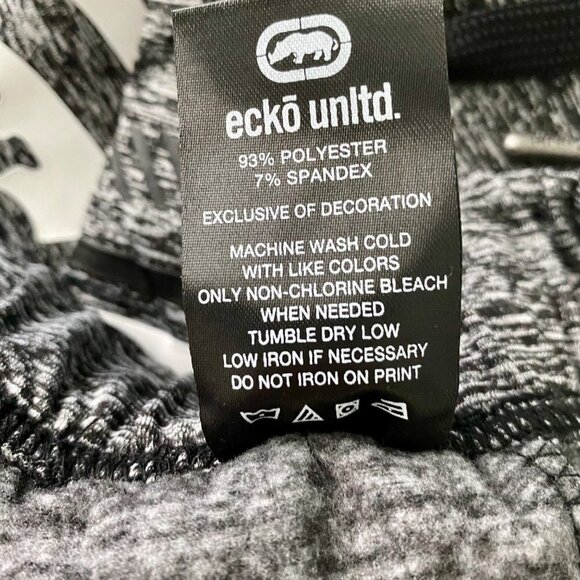 eckō unltd.
93% POLYESTER
7% SPANDEX
EXCLUSIVE OF DECORATION
MACHINE WASH COLD
WITH LIKE COLORS
ONLY NON-CHLORINE BLEACH
WHEN NEEDED
TUMBLE DRY LOW
LOW IRON IF NECESSARY
DO NOT IRON ON PRINT